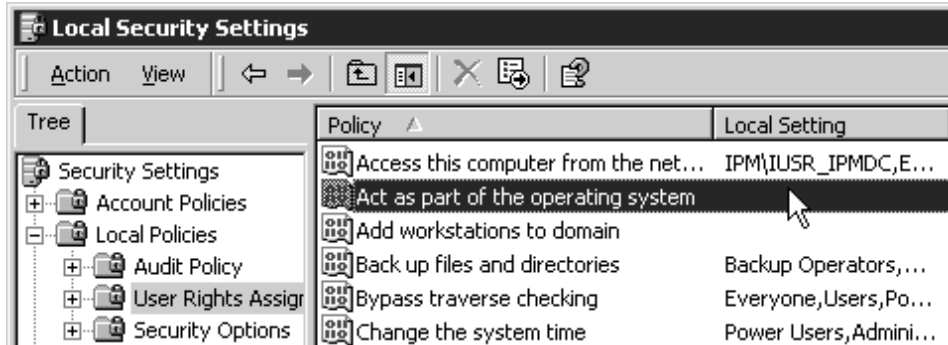 Local Security Settings
Action View
Tree
Policy Local Setting
Security Settings
Account Policies
Local Policies
Audit Policy
User Rights Assigr
Security Options
Access this computer from the net... IPM\IUSR_IPMDC,E...
Act as part of the operating system
Add workstations to domain
Back up files and directories Backup Operators,...
Bypass traverse checking Everyone,Users,Po...
Change the system time Power Users,Admini...